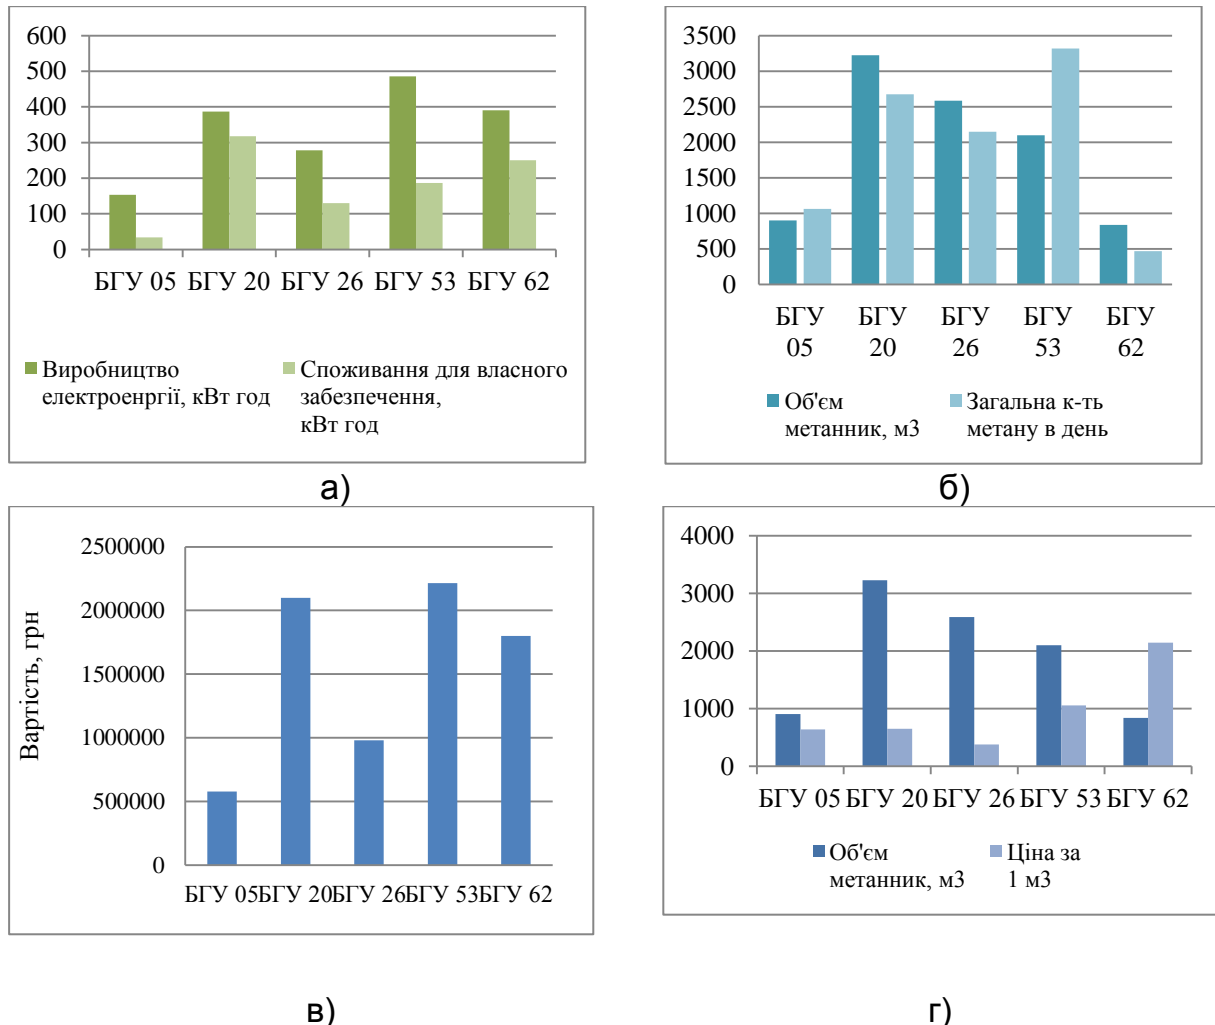 600
500
400
300
200
100
0
БГУ 05 БГУ 20 БГУ 26 БГУ 53 БГУ 62
Виробництво
електроенргії, кВт год
Споживання для власного
забезпечення,
кВт год
а)
3500
3000
2500
2000
1500
1000
500
0
БГУ БГУ БГУ БГУ БГУ
05 20 26 53 62
Об'єм
метанник, м3
Загальна к-ть
метану в день
б)
Вартість, грн
2500000
2000000
1500000
1000000
500000
0
БГУ 05БГУ 20БГУ 26БГУ 53БГУ 62
в)
4000
3000
2000
1000
0
БГУ 05 БГУ 20 БГУ 26 БГУ 53 БГУ 62
Об'єм
метанник, м3
Ціна за
1 м3
г)